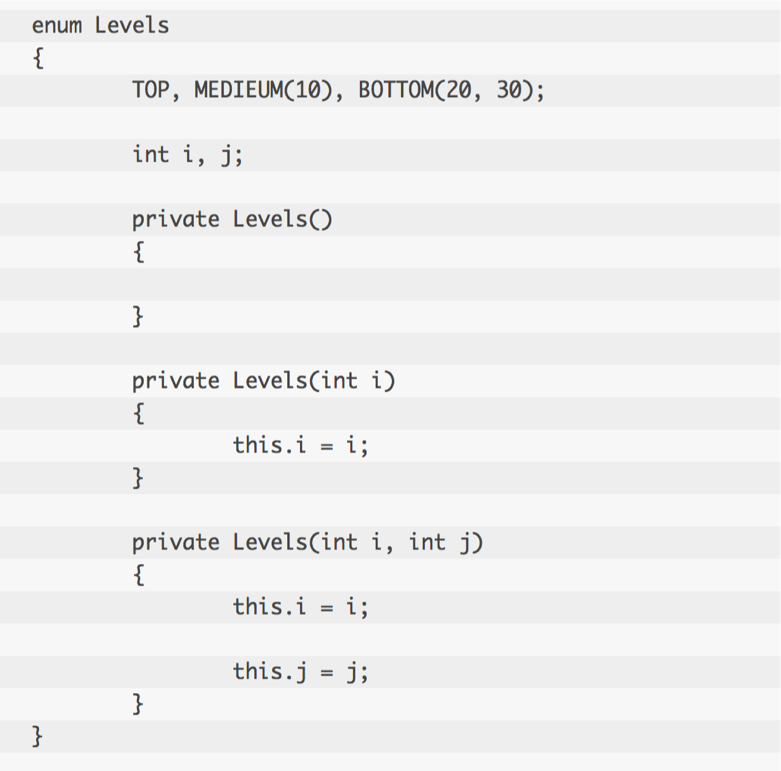 enum Levels
{
TOP, MEDIEUM(10), BOTTOM(20, 30);
int i, j;
private Levels()
{
}
private Levels(int i)
{
this.i = i;
}
private Levels(int i, int j)
{
this.i = i;
this.j = j;
}
}